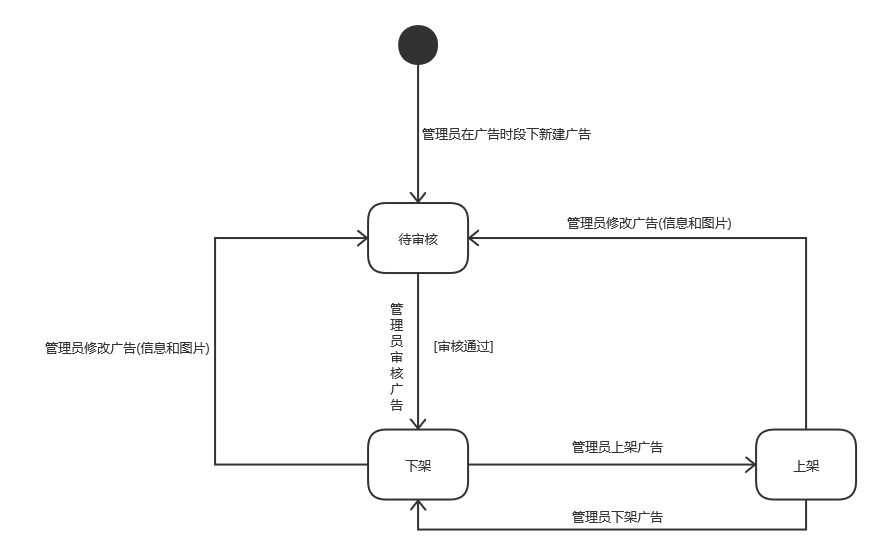 管理员在广告时段下新建广告
管理员修改广告(信息和图片)
待审核
管理员审核广告
[审核通过]
管理员修改广告(信息和图片)
管理员上架广告
下架
上架
管理员下架广告